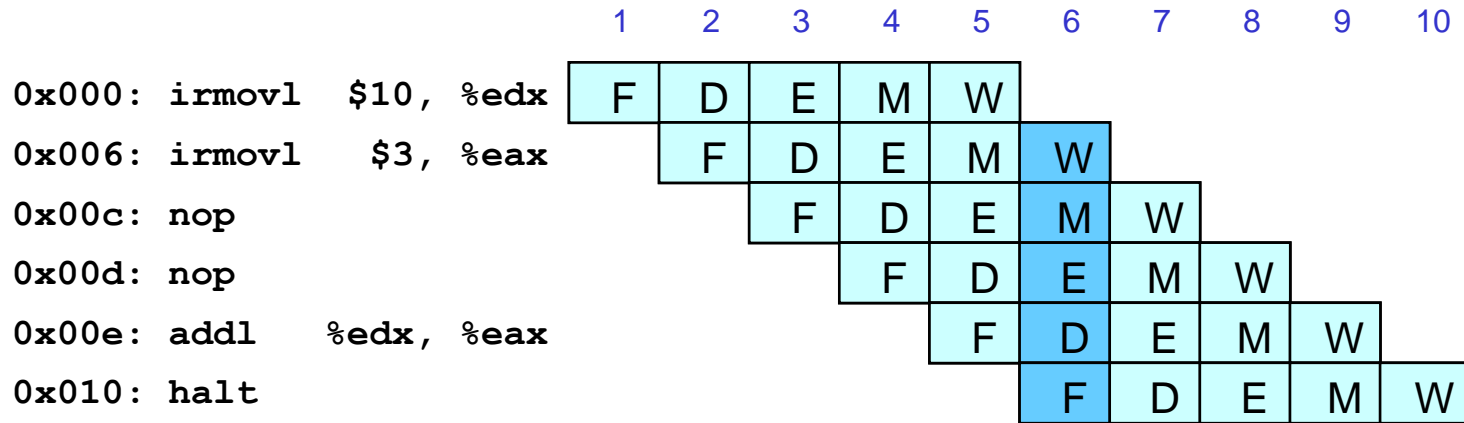 1 2 3 4 5 6 7 8 9 10
0x000: irmovl $10, %edx F D E M W
0x006: irmovl $3, %eax F D E M W
0x00c: nop F D E M W
0x00d: nop F D E M W
0x00e: addl %edx, %eax F D E M W
0x010: halt F D E M W